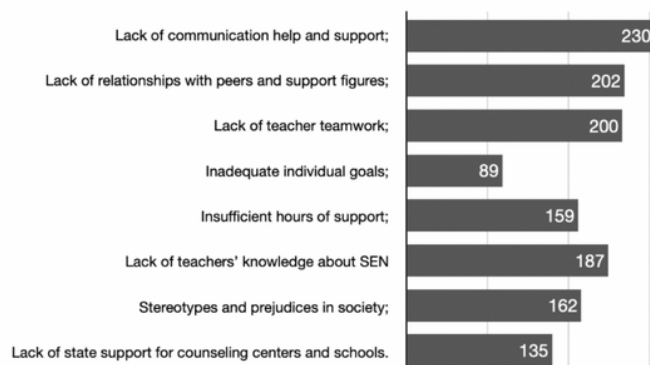 Lack of communication help and support; 230
Lack of relationships with peers and support figures; 202
Lack of teacher teamwork; 200
Inadequate individual goals; 89
Insufficient hours of support; 159
Lack of teachers' knowledge about SEN 187
Stereotypes and prejudices in society; 162
Lack of state support for counseling centers and schools. 135